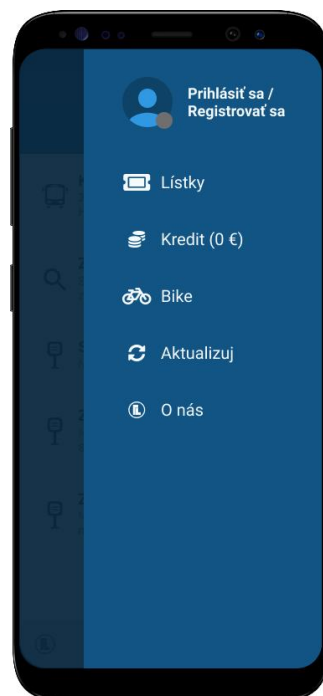 Prihlásiť sa /
Registrovať sa
Lístky
Kredit (0 €)
Bike
Aktualizuj
O nás